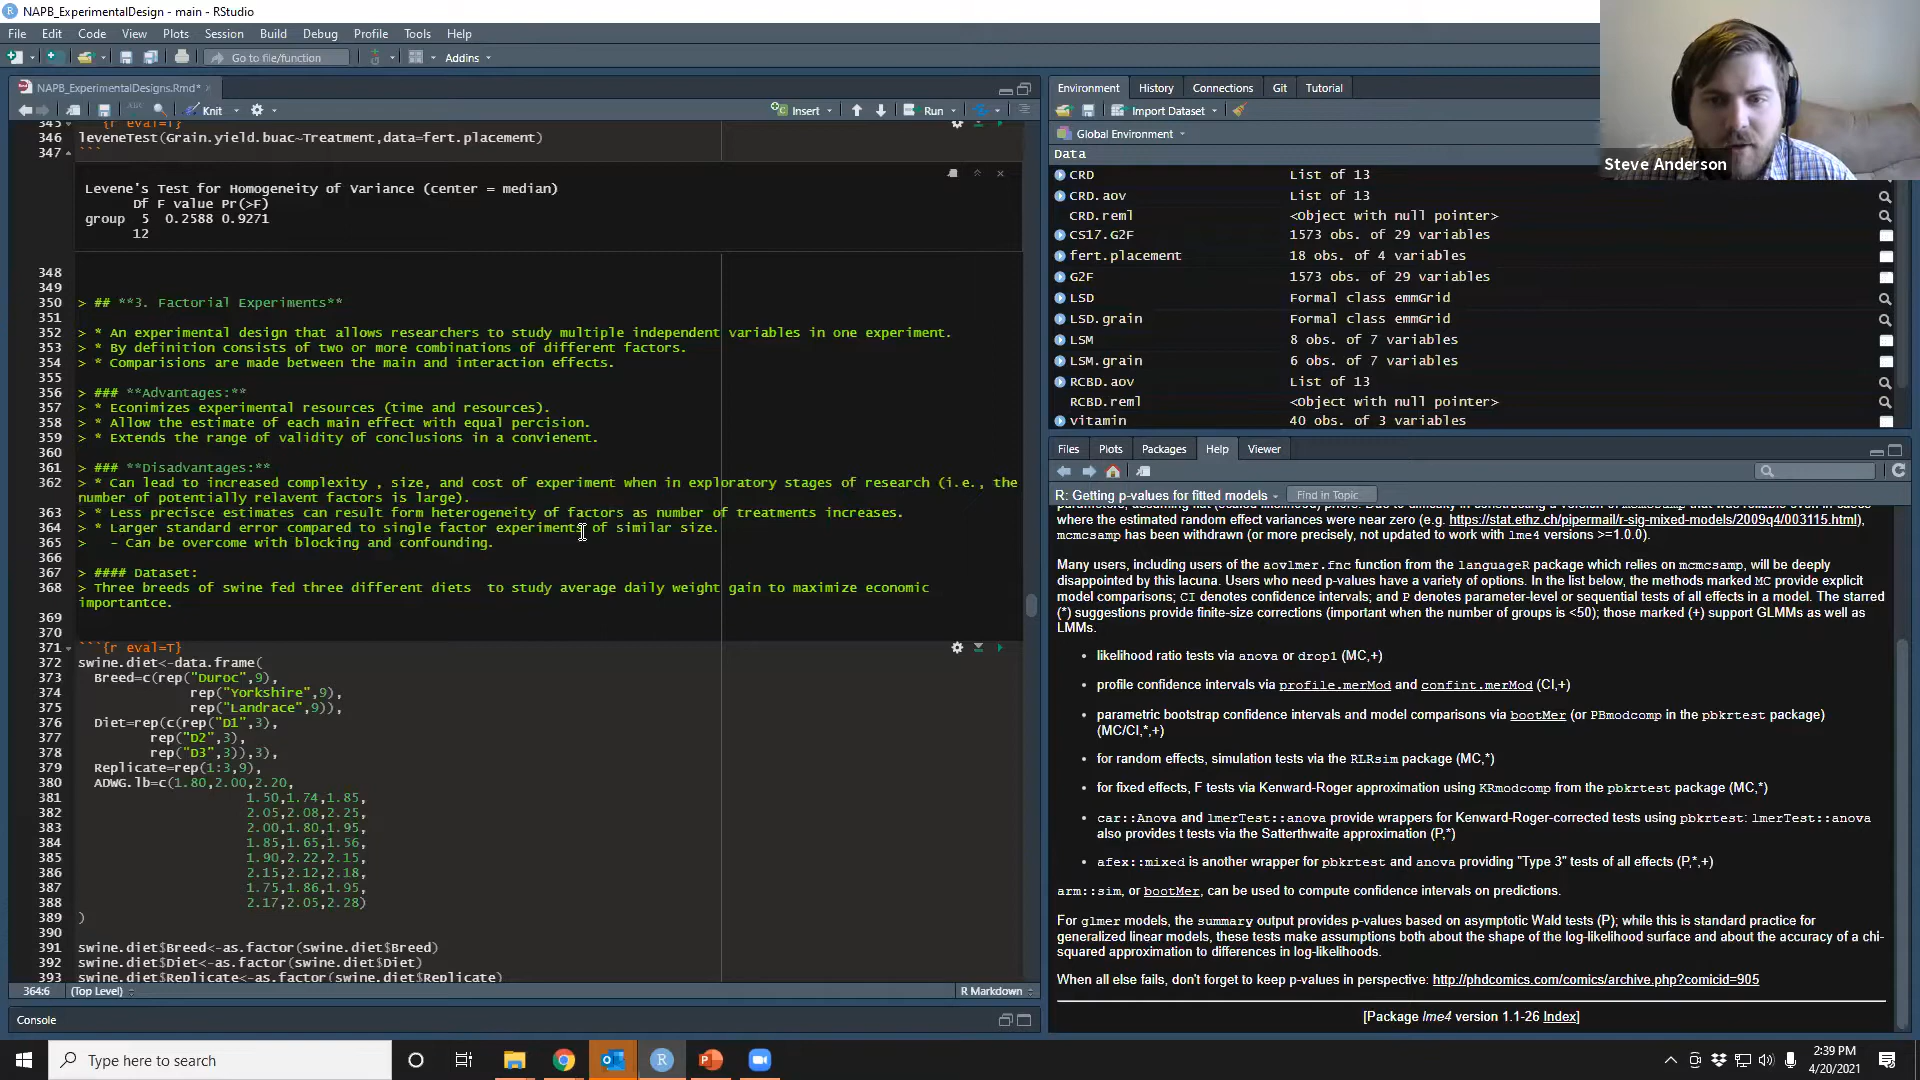 NAPB_ExperimentalDesign - main - RStudio
File Edit Code View Plots Session Build Debug Profile Tools Help
Go to file/function Addins
NAPB_ExperimentalDesigns.Rmd*
Knit Insert Run
345 ```{r eval=T}
346 leveneTest(Grain.yield.buac~Treatment,data=fert.placement)
347 ```
Levene's Test for Homogeneity of Variance (center = median)
Df F value Pr(>F)
group 5 0.2588 0.9271
12
348
349
350 > ## **3. Factorial Experiments**
351
352 > * An experimental design that allows researchers to study multiple independent variables in one experiment.
353 > * By definition consists of two or more combinations of different factors.
354 > * Comparisions are made between the main and interaction effects.
355
356 > ### **Advantages:**
357 > * Econimizes experimental resources (time and resources).
358 > * Allow the estimate of each main effect with equal percision.
359 > * Extends the range of validity of conclusions in a convienent.
360
361 > ### **Disadvantages:**
362 > * Can lead to increased complexity , size, and cost of experiment when in exploratory stages of research (i.e., the
number of potentially relavent factors is large).
363 > * Less precisce estimates can result form heterogeneity of factors as number of treatments increases.
364 > * Larger standard error compared to single factor experiments of similar size.
365 > - Can be overcome with blocking and confounding.
366
367 > #### Dataset:
368 > Three breeds of swine fed three different diets to study average daily weight gain to maximize economic
importantce.
369
370
371 ```{r eval=T}
372 swine.diet<-data.frame(
373 Breed=c(rep("Duroc",9),
374 rep("Yorkshire",9),
375 rep("Landrace",9)),
376 Diet=rep(c(rep("D1",3),
377 rep("D2",3),
378 rep("D3",3)),3),
379 Replicate=rep(1:3,9),
380 ADWG.lb=c(1.80,2.00,2.20,
381 1.50,1.74,1.85,
382 2.05,2.08,2.25,
383 2.00,1.80,1.95,
384 1.85,1.65,1.56,
385 1.90,2.22,2.15,
386 2.15,2.12,2.18,
387 1.75,1.86,1.95,
388 2.17,2.05,2.28)
389 )
390
391 swine.diet$Breed<-as.factor(swine.diet$Breed)
392 swine.diet$Diet<-as.factor(swine.diet$Diet)
393 swine.diet$Replicate<-as.factor(swine.diet$Replicate)
364:6 (Top Level) R Markdown
Console
Environment History Connections Git Tutorial
Import Dataset
Global Environment
Data
CRD List of 13
CRD.aov List of 13
CRD.reml <Object with null pointer>
CS17.G2F 1573 obs. of 29 variables
fert.placement 18 obs. of 4 variables
G2F 1573 obs. of 29 variables
LSD Formal class emmGrid
LSD.grain Formal class emmGrid
LSM 8 obs. of 7 variables
LSM.grain 6 obs. of 7 variables
RCBD.aov List of 13
RCBD.reml <Object with null pointer>
vitamin 40 obs. of 3 variables
Steve Anderson
Files Plots Packages Help Viewer
R: Getting p-values for fitted models Find in Topic
where the estimated random effect variances were near zero (e.g. https://stat.ethz.ch/pipermail/r-sig-mixed-models/2009q4/003115.html),
mcmcsamp has been withdrawn (or more precisely, not updated to work with lme4 versions >=1.0.0).
Many users, including users of the aovlmer.fnc function from the languageR package which relies on mcmcsamp, will be deeply
disappointed by this lacuna. Users who need p-values have a variety of options. In the list below, the methods marked MC provide explicit
model comparisons; CI denotes confidence intervals; and P denotes parameter-level or sequential tests of all effects in a model. The starred
(*) suggestions provide finite-size corrections (important when the number of groups is <50); those marked (+) support GLMMs as well as
LMMs.
• likelihood ratio tests via anova or drop1 (MC,+)
• profile confidence intervals via profile.merMod and confint.merMod (CI,+)
• parametric bootstrap confidence intervals and model comparisons via bootMer (or PBmodcomp in the pbkrtest package)
(MC/CI,*,+)
• for random effects, simulation tests via the RLRsim package (MC,*)
• for fixed effects, F tests via Kenward-Roger approximation using KRmodcomp from the pbkrtest package (MC,*)
• car::Anova and lmerTest::anova provide wrappers for Kenward-Roger-corrected tests using pbkrtest: lmerTest::anova
also provides t tests via the Satterthwaite approximation (P,*)
• afex::mixed is another wrapper for pbkrtest and anova providing "Type 3" tests of all effects (P,*,+)
arm::sim, or bootMer, can be used to compute confidence intervals on predictions.
For glmer models, the summary output provides p-values based on asymptotic Wald tests (P); while this is standard practice for
generalized linear models, these tests make assumptions both about the shape of the log-likelihood surface and about the accuracy of a chi-
squared approximation to differences in log-likelihoods.
When all else fails, don't forget to keep p-values in perspective: http://phdcomics.com/comics/archive.php?comicid=905
[Package lme4 version 1.1-26 Index]
Type here to search
2:39 PM
4/20/2021